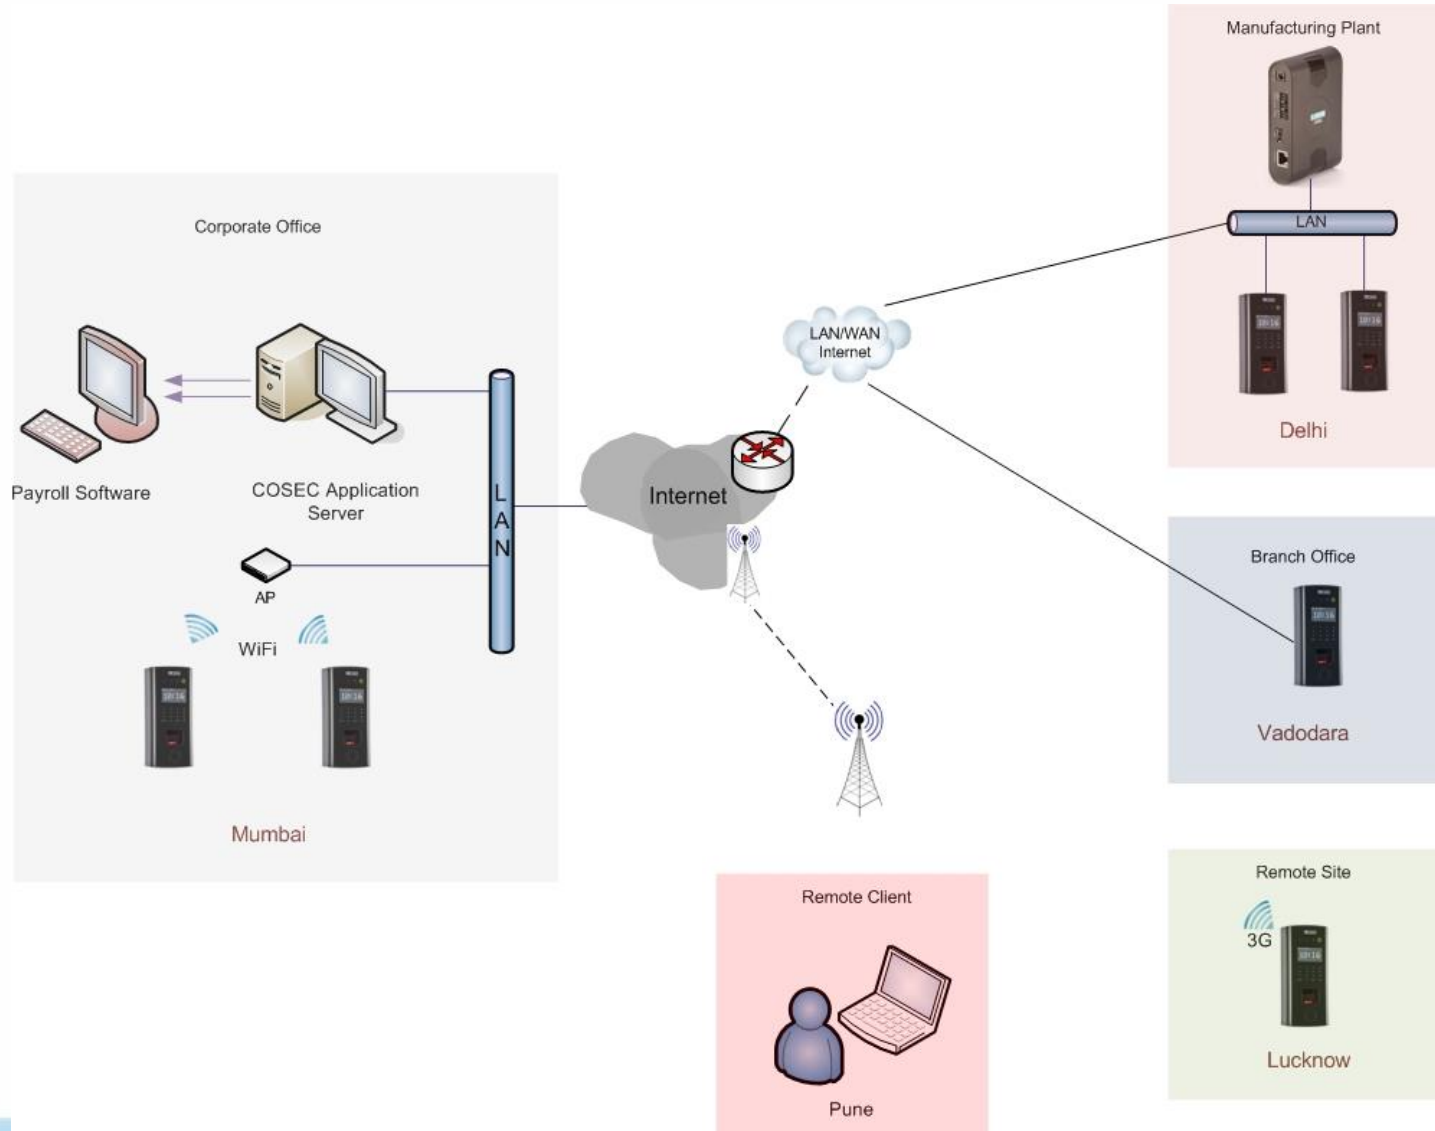 Manufacturing Plant
LAN
Delhi
Corporate Office
Payroll Software
COSEC Application
Server
LAN
AP
WiFi
Mumbai
LAN/WAN
Internet
Internet
Branch Office
Vadodara
Remote Site
3G
Lucknow
Remote Client
Pune